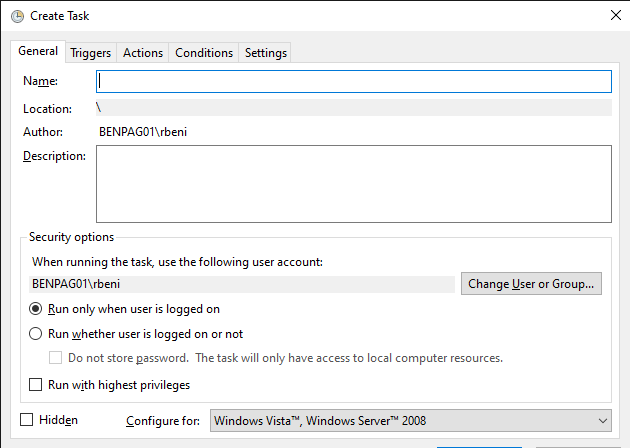 Create Task
General Triggers Actions Conditions Settings
Name:
Location: \
Author: BENPAG01\rbeni
Description:
Security options
When running the task, use the following user account:
BENPAG01\rbeni Change User or Group...
Run only when user is logged on
Run whether user is logged on or not
Do not store password. The task will only have access to local computer resources.
Run with highest privileges
Hidden Configure for: Windows Vista™, Windows Server™ 2008